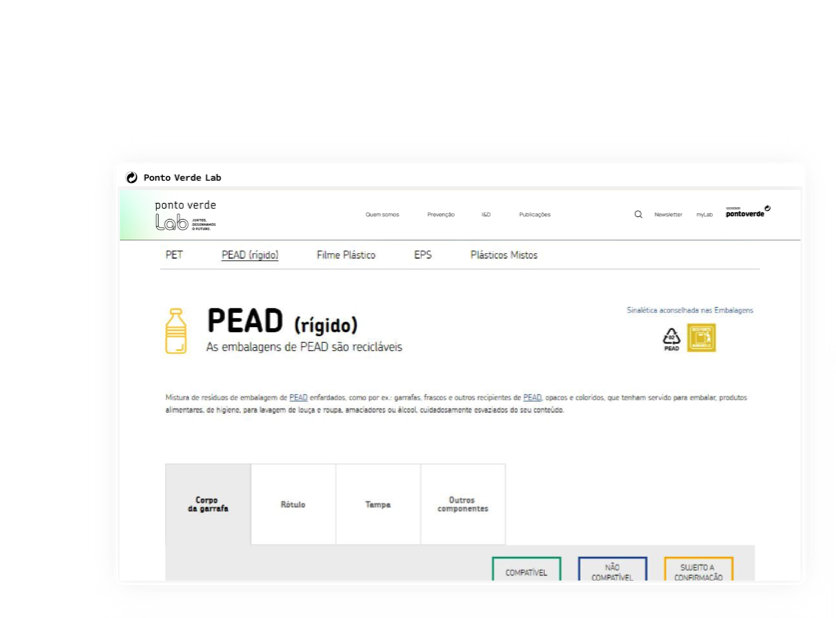 Ponto Verde Lab
ponto verde
Lab
JUNTOS,
DESENHAMOS
O FUTURO
Quem somos Prevenção I&D Publicações
Newsletter myLab pontoverde
PET PEAD (rígido) Filme Plástico EPS Plásticos Mistos
Sinalética aconselhada nas Embalagens
PEAD (rígido)
As embalagens de PEAD são recicláveis
02
PEAD
Mistura de resíduos de embalagem de PEAD enfardados, como por ex.: garrafas, frascos e outros recipientes de PEAD, opacos e coloridos, que tenham servido para embalar, produtos
alimentares, de higiene, para lavagem de louça e roupa, amaciadores ou álcool, cuidadosamente esvaziados do seu conteúdo.
Corpo
da garrafa
Rótulo
Tampa
Outros
componentes
COMPATÍVEL
NÃO
COMPATÍVEL
SUJEITO A
CONFIRMAÇÃO